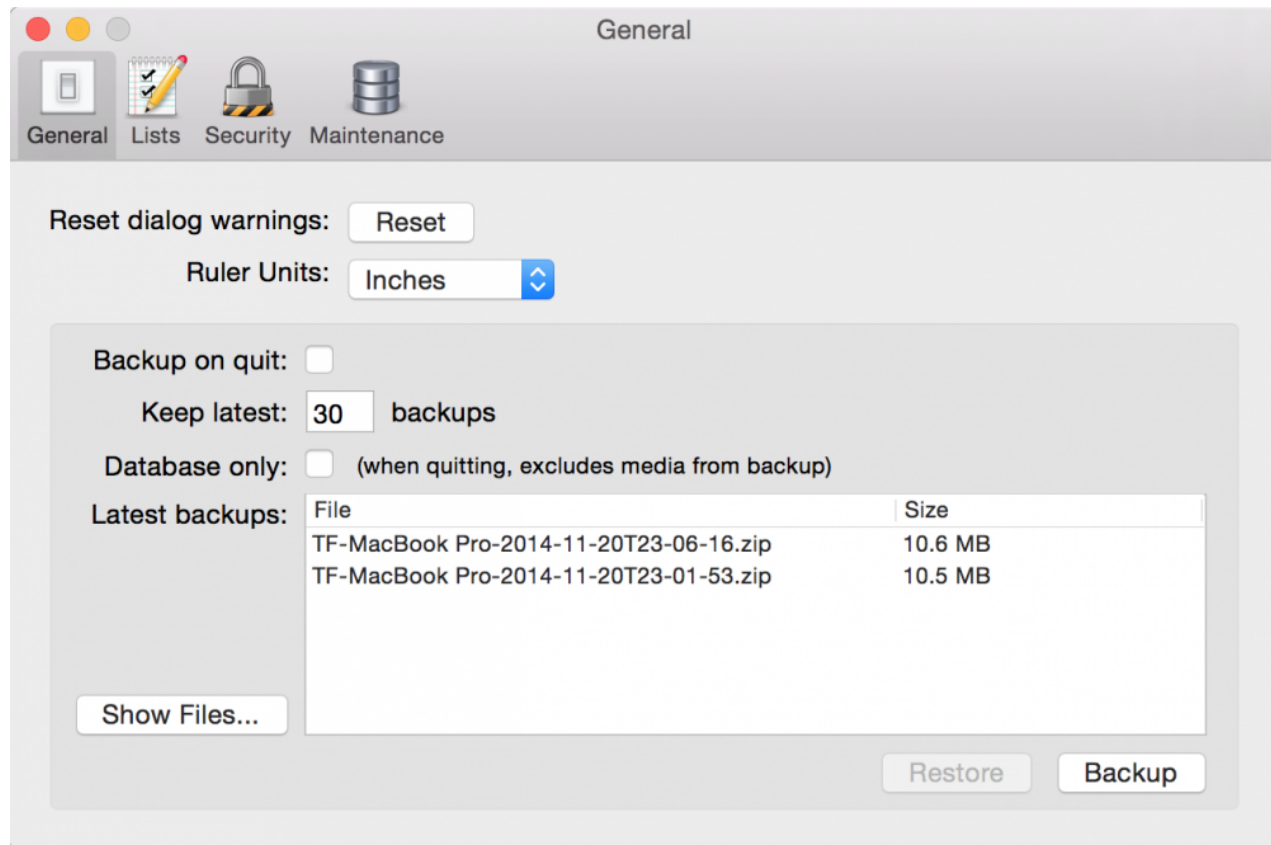 General
General Lists Security Maintenance
Reset dialog warnings: Reset
Ruler Units: Inches
Backup on quit:
Keep latest: 30 backups
Database only: (when quitting, excludes media from backup)
Latest backups: File Size
TF-MacBook Pro-2014-11-20T23-06-16.zip 10.6 MB
TF-MacBook Pro-2014-11-20T23-01-53.zip 10.5 MB
Show Files...
Restore Backup